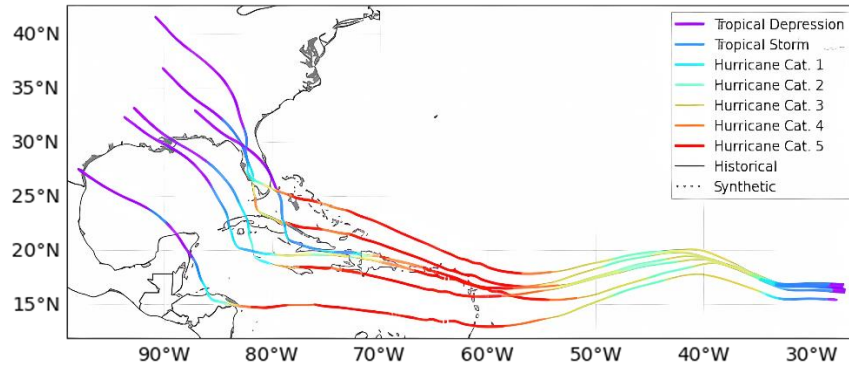 40°N
35°N
30°N
25°N
20°N
15°N
90°W
80°W
70°W
60°W
50°W
40°W
30°W
Tropical Depression
Tropical Storm
Hurricane Cat. 1
Hurricane Cat. 2
Hurricane Cat. 3
Hurricane Cat. 4
Hurricane Cat. 5
Historical
Synthetic